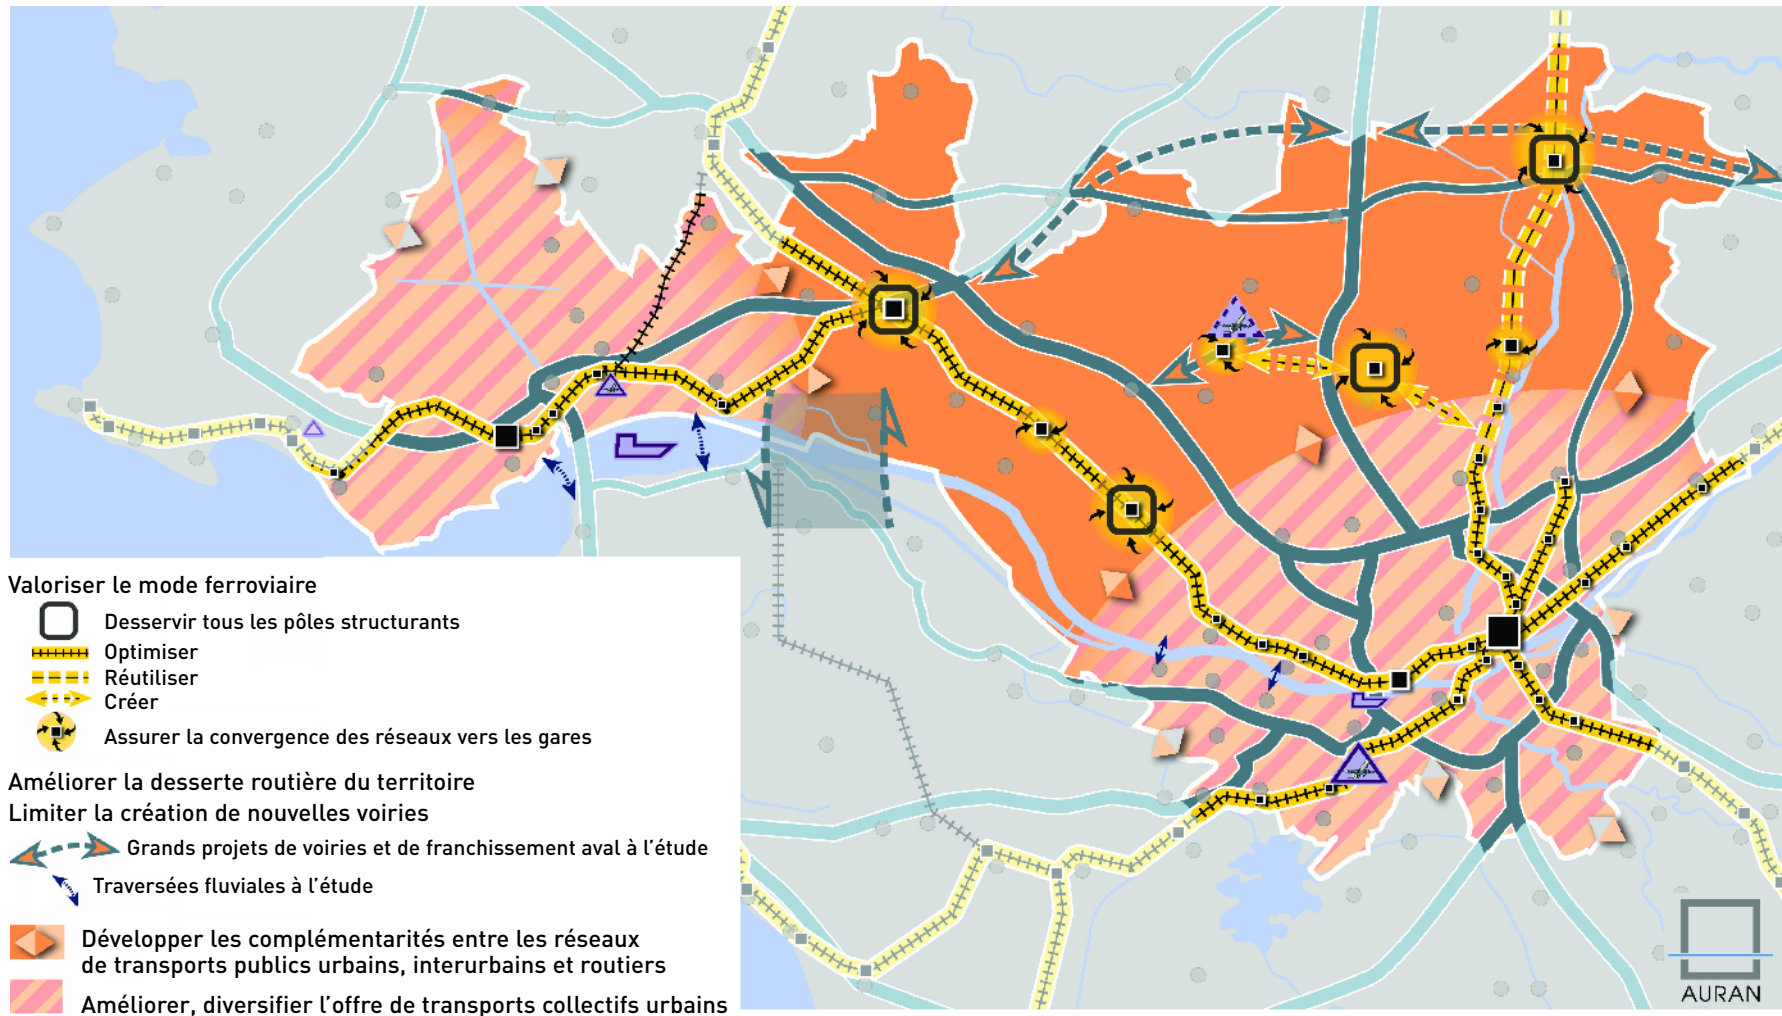 Valoriser le mode ferroviaire
Desservir tous les pôles structurants
Optimiser
Réutiliser
Créer
Assurer la convergence des réseaux vers les gares
Améliorer la desserte routière du territoire
Limiter la création de nouvelles voiries
Grands projets de voiries et de franchissement aval à l'étude
Traversées fluviales à l'étude
Développer les complémentarités entre les réseaux
de transports publics urbains, interurbains et routiers
Améliorer, diversifier l'offre de transports collectifs urbains
AURAN